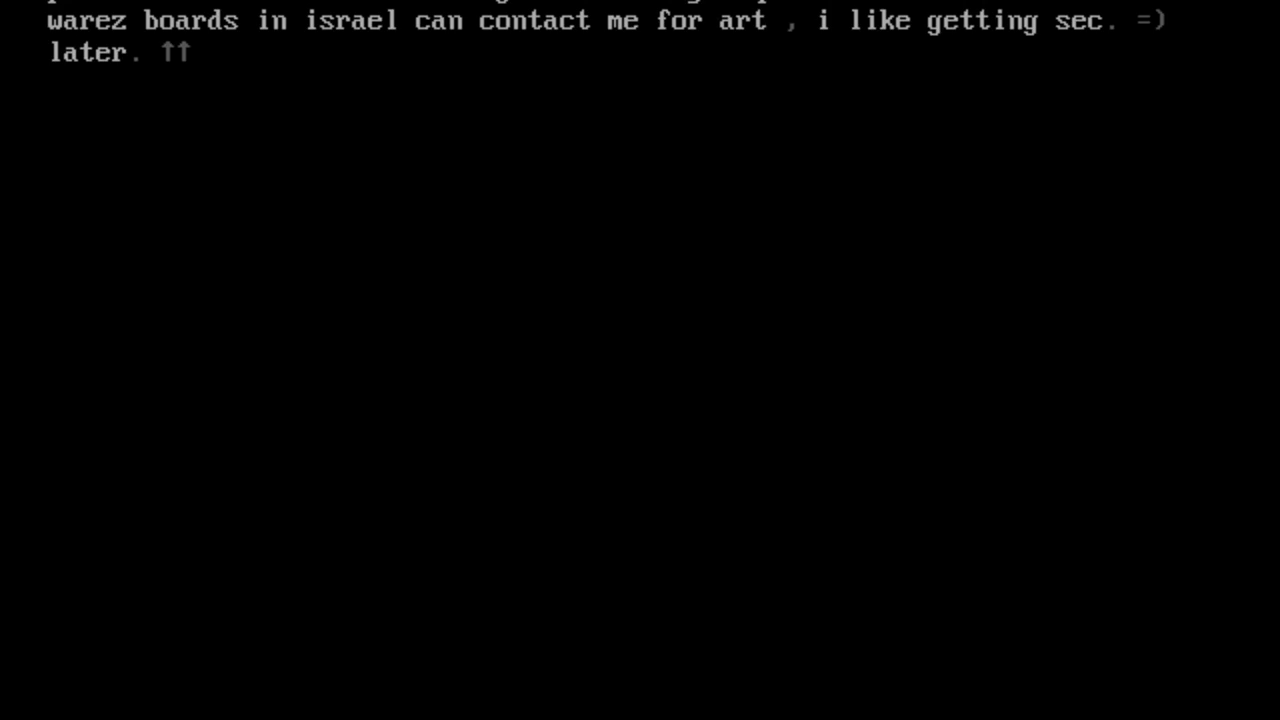 warez boards in israel can contact me for art , i like getting sec. =)
later. ↑↑